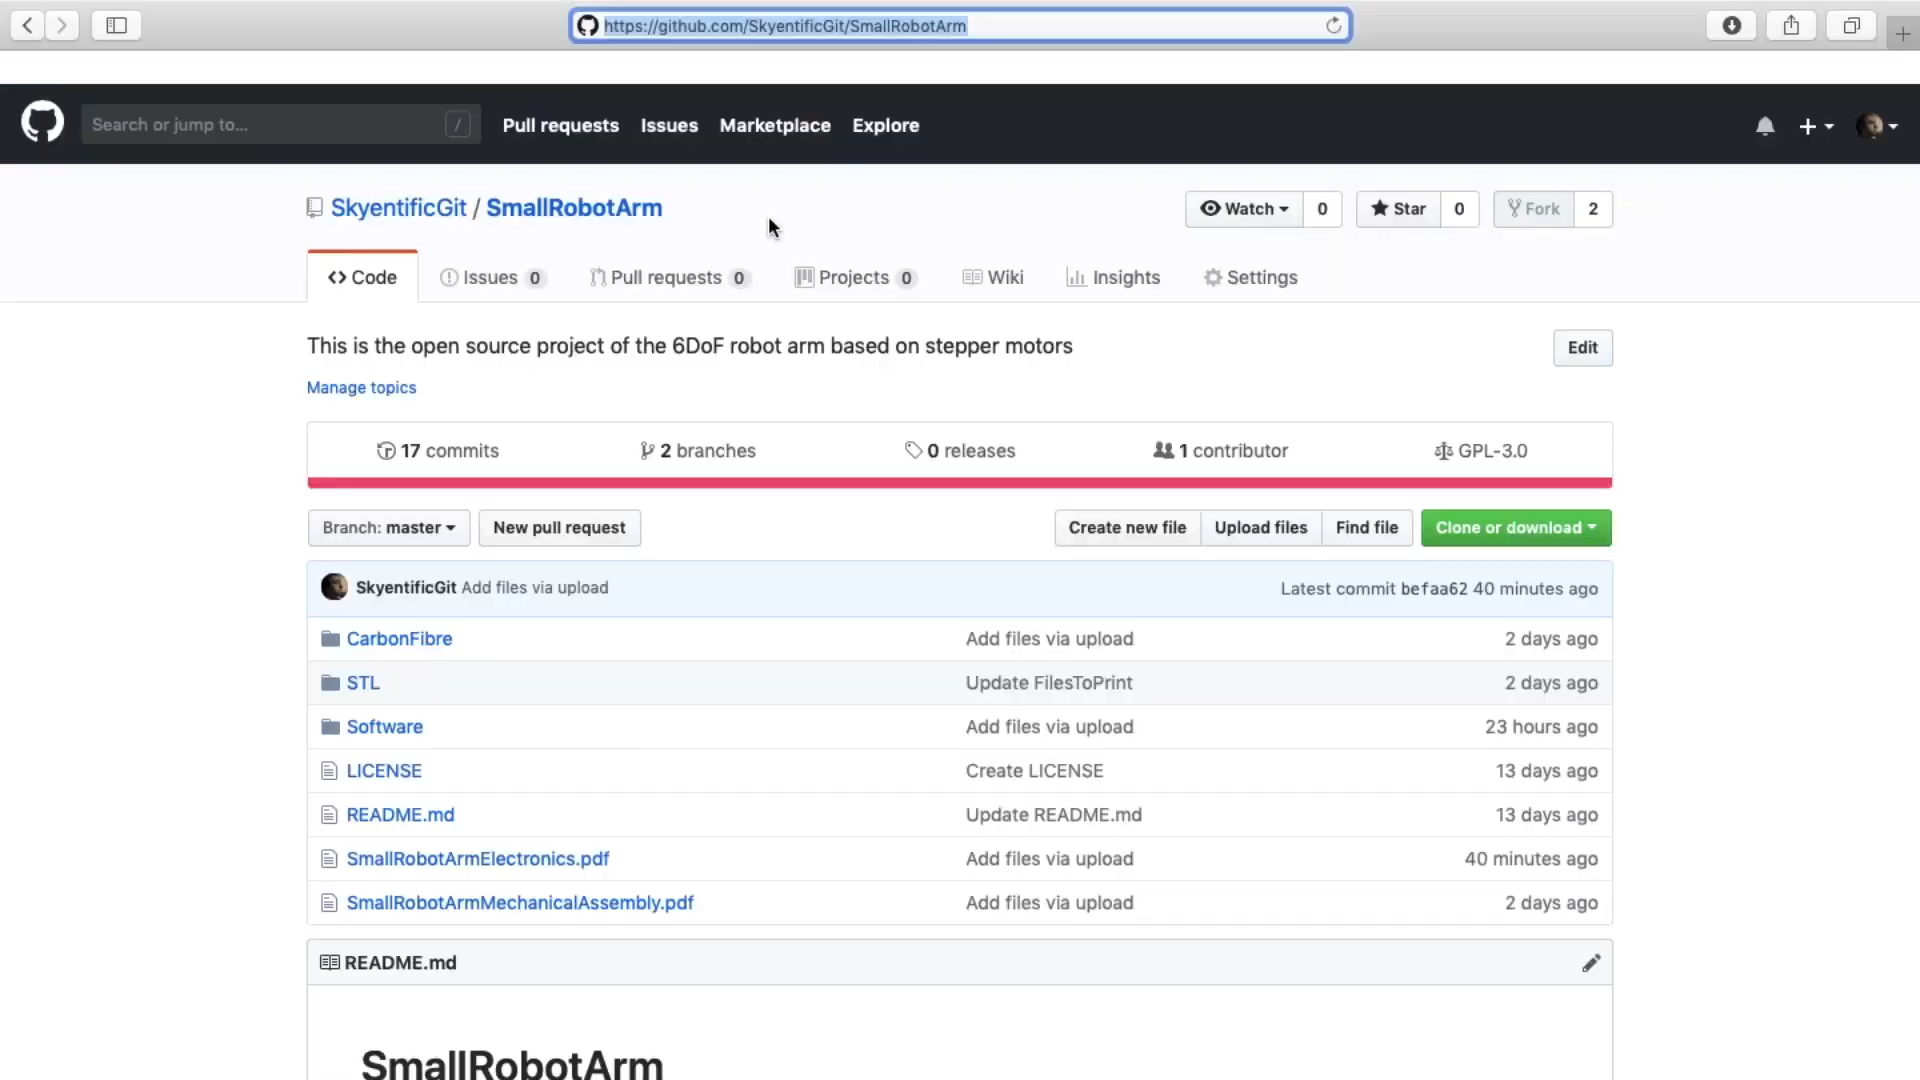 https://github.com/SkyentificGit/SmallRobotArm
Search or jump to... / Pull requests Issues Marketplace Explore
SkyentificGit / SmallRobotArm Watch 0 Star 0 Fork 2
<> Code Issues 0 Pull requests 0 Projects 0 Wiki Insights Settings
This is the open source project of the 6DoF robot arm based on stepper motors Edit
Manage topics
17 commits 2 branches 0 releases 1 contributor GPL-3.0
Branch: master New pull request Create new file Upload files Find file Clone or download
SkyentificGit Add files via upload Latest commit befaa62 40 minutes ago
CarbonFibre Add files via upload 2 days ago
STL Update FilesToPrint 2 days ago
Software Add files via upload 23 hours ago
LICENSE Create LICENSE 13 days ago
README.md Update README.md 13 days ago
SmallRobotArmElectronics.pdf Add files via upload 40 minutes ago
SmallRobotArmMechanicalAssembly.pdf Add files via upload 2 days ago
README.md
SmallRobotArm